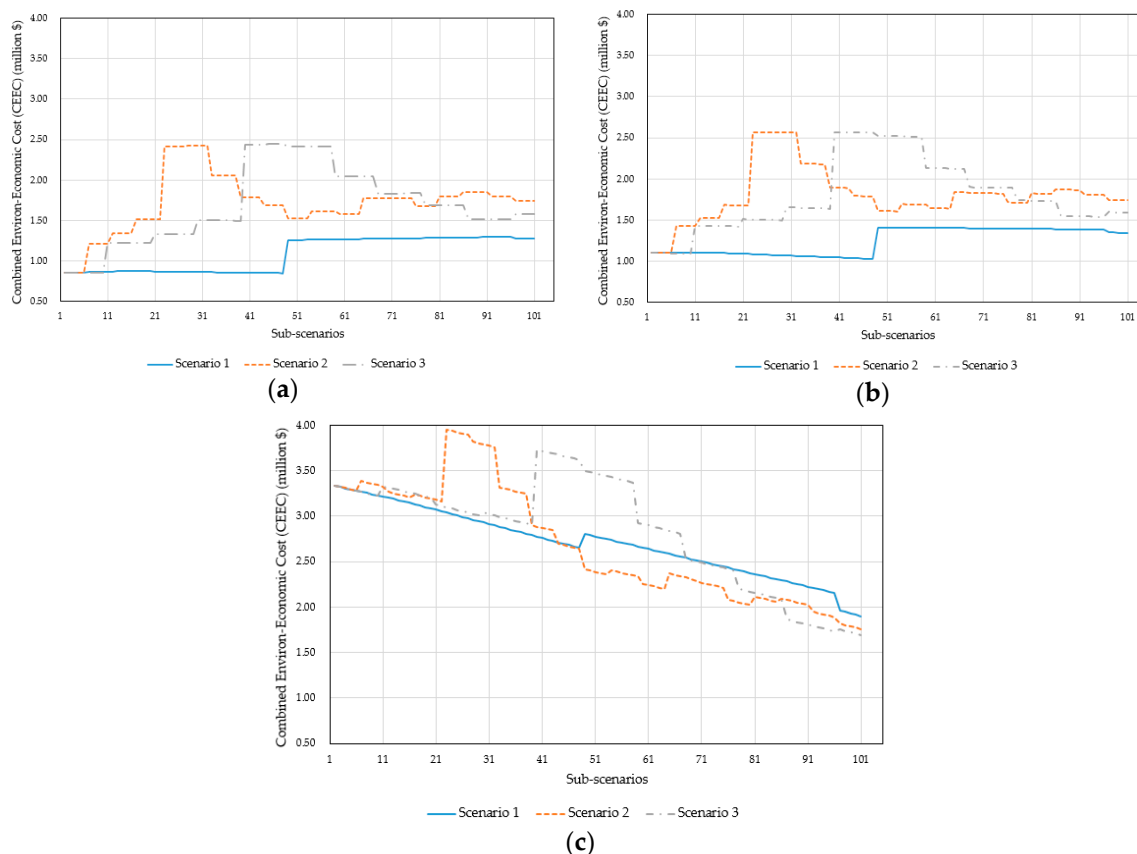 Combined Environ-Economic Cost (CEEC) (million $)
4.00
3.50
3.00
2.50
2.00
1.50
1.00
0.50
1 11 21 31 41 51 61 71 81 91 101
Sub-scenarios
Scenario 1 Scenario 2 Scenario 3
(a)
Combined Environ-Economic Cost (CEEC) (million $)
4.00
3.50
3.00
2.50
2.00
1.50
1.00
0.50
1 11 21 31 41 51 61 71 81 91 101
Sub-scenarios
Scenario 1 Scenario 2 Scenario 3
(b)
Combined Environ-Economic Cost (CEEC) (million $)
4.00
3.50
3.00
2.50
2.00
1.50
1.00
0.50
1 11 21 31 41 51 61 71 81 91 101
Sub-scenarios
Scenario 1 Scenario 2 Scenario 3
(c)